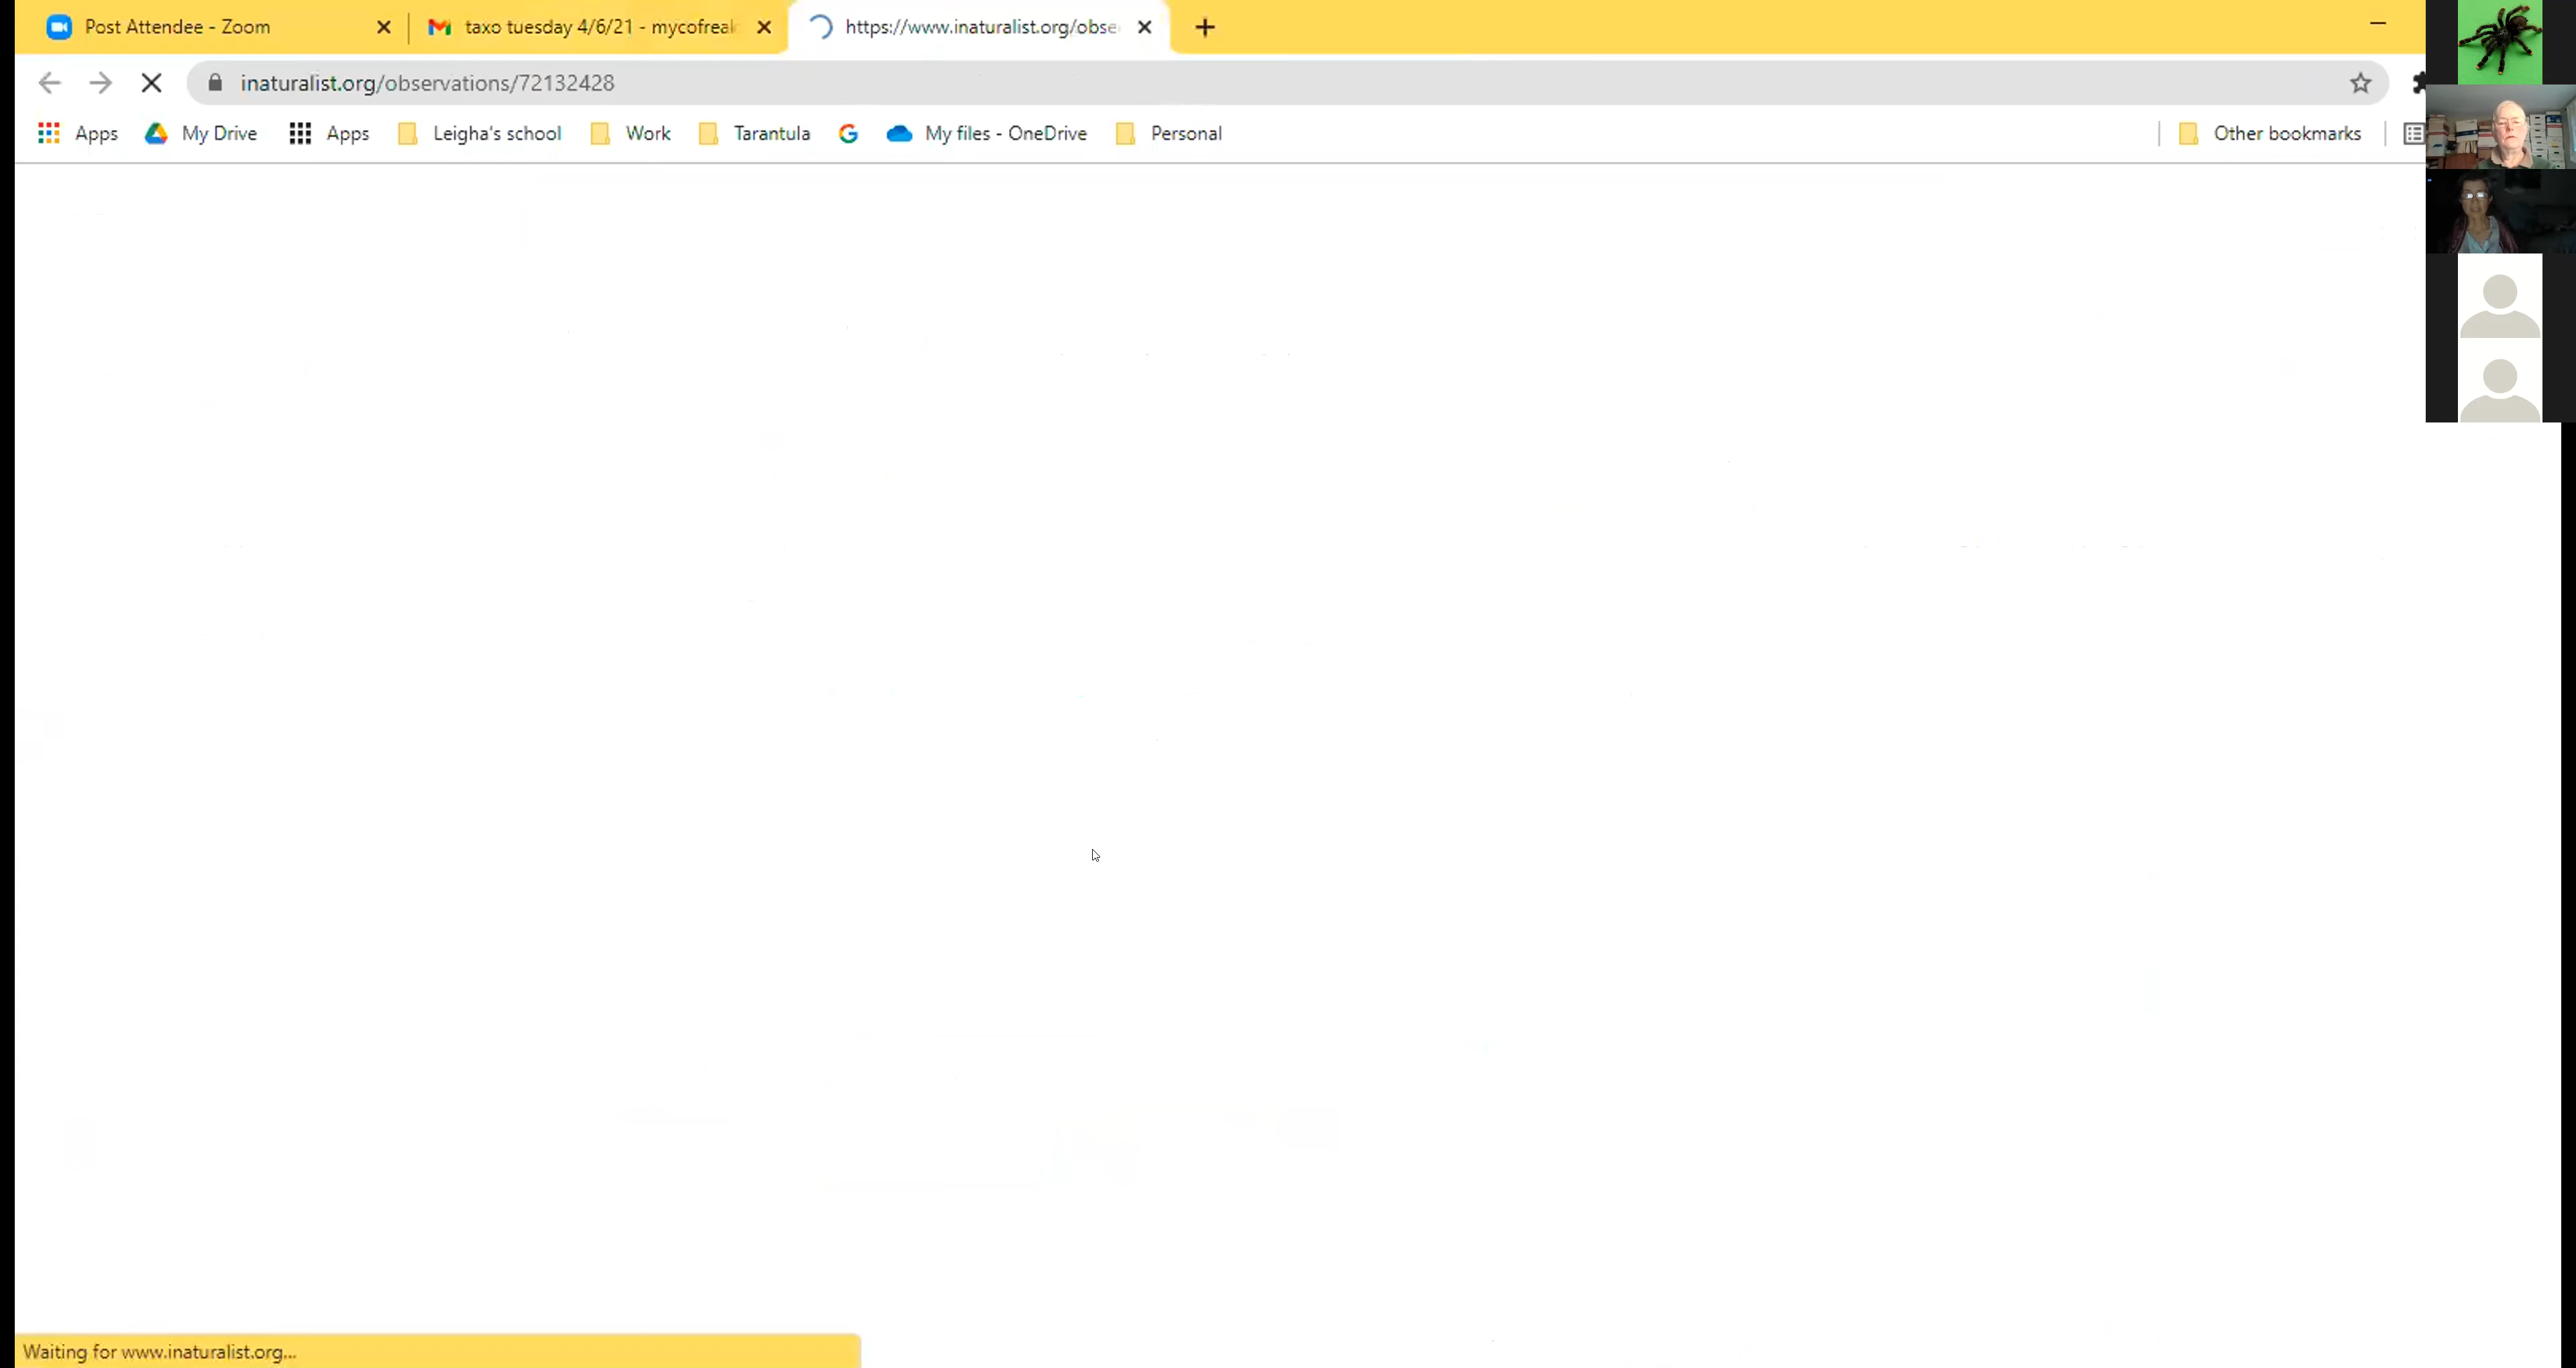 Post Attendee - Zoom
taxo tuesday 4/6/21 - mycofreak
https://www.inaturalist.org/obse
inaturalist.org/observations/72132428
Apps
My Drive
Apps
Leigha's school
Work
Tarantula
My files - OneDrive
Personal
Other bookmarks
Waiting for www.inaturalist.org...